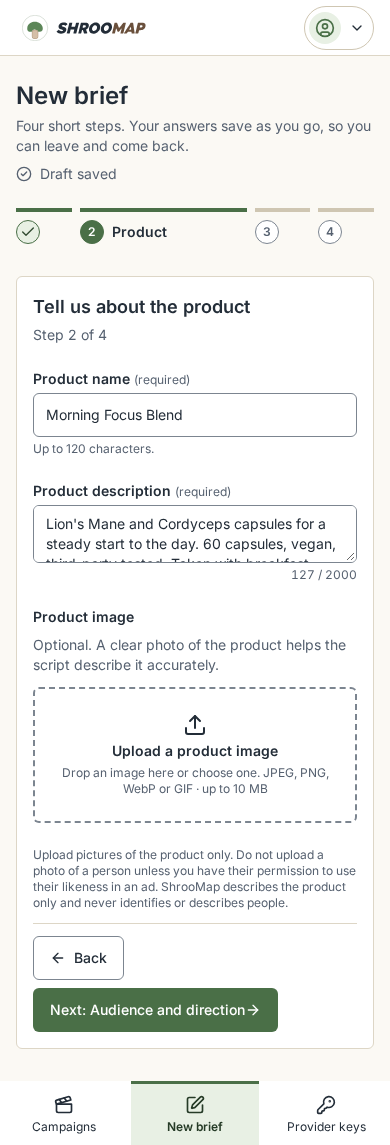 SHROOMAP
New brief
Four short steps. Your answers save as you go, so you
can leave and come back.
Draft saved
2 Product 3 4
Tell us about the product
Step 2 of 4
Product name (required)
Morning Focus Blend
Up to 120 characters.
Product description (required)
Lion's Mane and Cordyceps capsules for a
steady start to the day. 60 capsules, vegan,
third-party tested. Taken with breakfast.
127 / 2000
Product image
Optional. A clear photo of the product helps the
script describe it accurately.
Upload a product image
Drop an image here or choose one. JPEG, PNG,
WebP or GIF · up to 10 MB
Upload pictures of the product only. Do not upload a
photo of a person unless you have their permission to use
their likeness in an ad. ShrooMap describes the product
only and never identifies or describes people.
Back
Next: Audience and direction
Campaigns New brief Provider keys